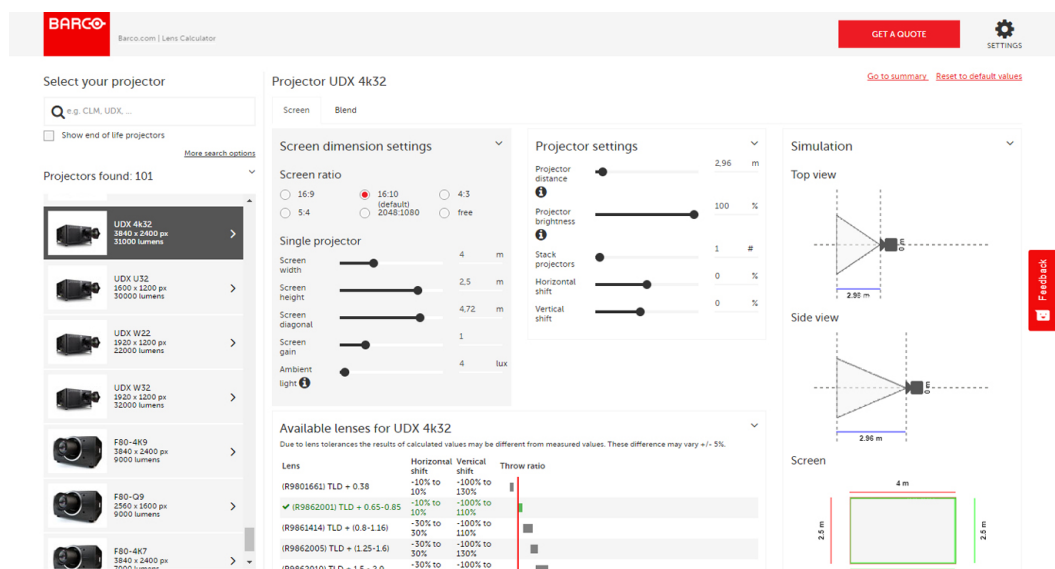 BARCO
Barco.com | Lens Calculator
GET A QUOTE
SETTINGS
Select your projector
e.g. CLM, UDX, ...
Show end of life projectors
More search options
Projectors found: 101
UDX 4k32
3840 x 2400 px
31000 lumens
UDX U32
1600 x 1200 px
30000 lumens
UDX W22
1920 x 1200 px
22000 lumens
UDX W32
1920 x 1200 px
32000 lumens
F80-4K9
3840 x 2400 px
9000 lumens
F80-Q9
2560 x 1600 px
9000 lumens
F80-4K7
3840 x 2400 px
7000 lumens
Projector UDX 4k32
Go to summary Reset to default values
Screen Blend
Screen dimension settings
Screen ratio
16:9 16:10 4:3
(default)
5:4 2048:1080 free
Single projector
Screen width 4 m
Screen height 2,5 m
Screen diagonal 4,72 m
Screen gain 1
Ambient light 4 lux
Projector settings
Projector distance 2,96 m
Projector brightness 100 %
Stack projectors 1 #
Horizontal shift 0 %
Vertical shift 0 %
Available lenses for UDX 4k32
Due to lens tolerances the results of calculated values may be different from measured values. These difference may vary +/- 5%.
Lens Horizontal shift Vertical shift Throw ratio
(R9801661) TLD + 0.38 -10% to 10% -100% to 130%
(R9862001) TLD + 0.65-0.85 -10% to 10% -100% to 110%
(R9861414) TLD + (0.8-1.16) -30% to 30% -100% to 110%
(R9862005) TLD + (1.25-1.6) -30% to 30% -100% to 130%
(R9862010) TLD + 1.5 - 2.0 -30% to -100% to
Simulation
Top view
0 m
2.96 m
Side view
0 m
2.96 m
Screen
4 m
2.5 m
2.5 m
Feedback